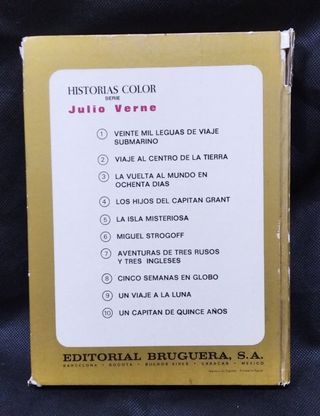 HISTORIAS COLOR
SERIE
Julio Verne
1 VEINTE MIL LEGUAS DE VIAJE
SUBMARINO
2 VIAJE AL CENTRO DE LA TIERRA
3 LA VUELTA AL MUNDO EN
OCHENTA DIAS
4 LOS HIJOS DEL CAPITAN GRANT
5 LA ISLA MISTERIOSA
6 MIGUEL STROGOFF
7 AVENTURAS DE TRES RUSOS
Y TRES INGLESES
8 CINCO SEMANAS EN GLOBO
9 UN VIAJE A LA LUNA
10 UN CAPITAN DE QUINCE AÑOS
EDITORIAL BRUGUERA, S.A.
BARCELONA - BOGOTA - BUENOS AIRES - CARACAS - MEXICO